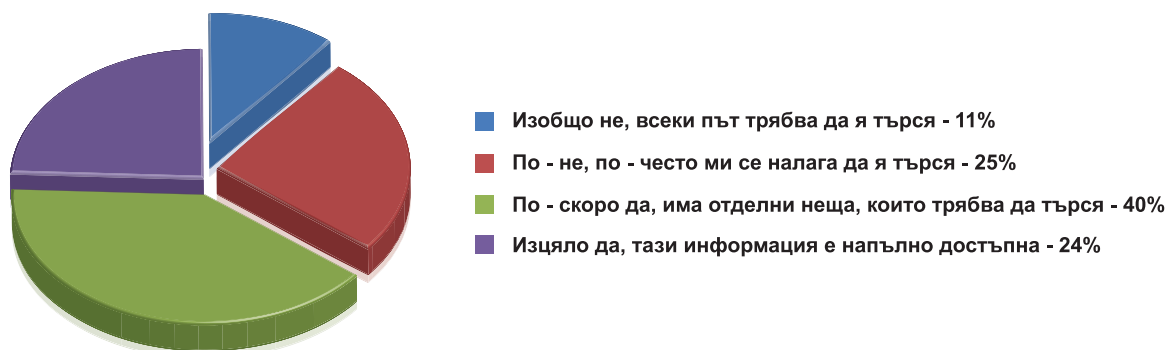 Изобщо не, всеки път трябва да я търся - 11%
По - не, по - често ми се налага да я търся - 25%
По - скоро да, има отделни неща, които трябва да търся - 40%
Изцяло да, тази информация е напълно достъпна - 24%